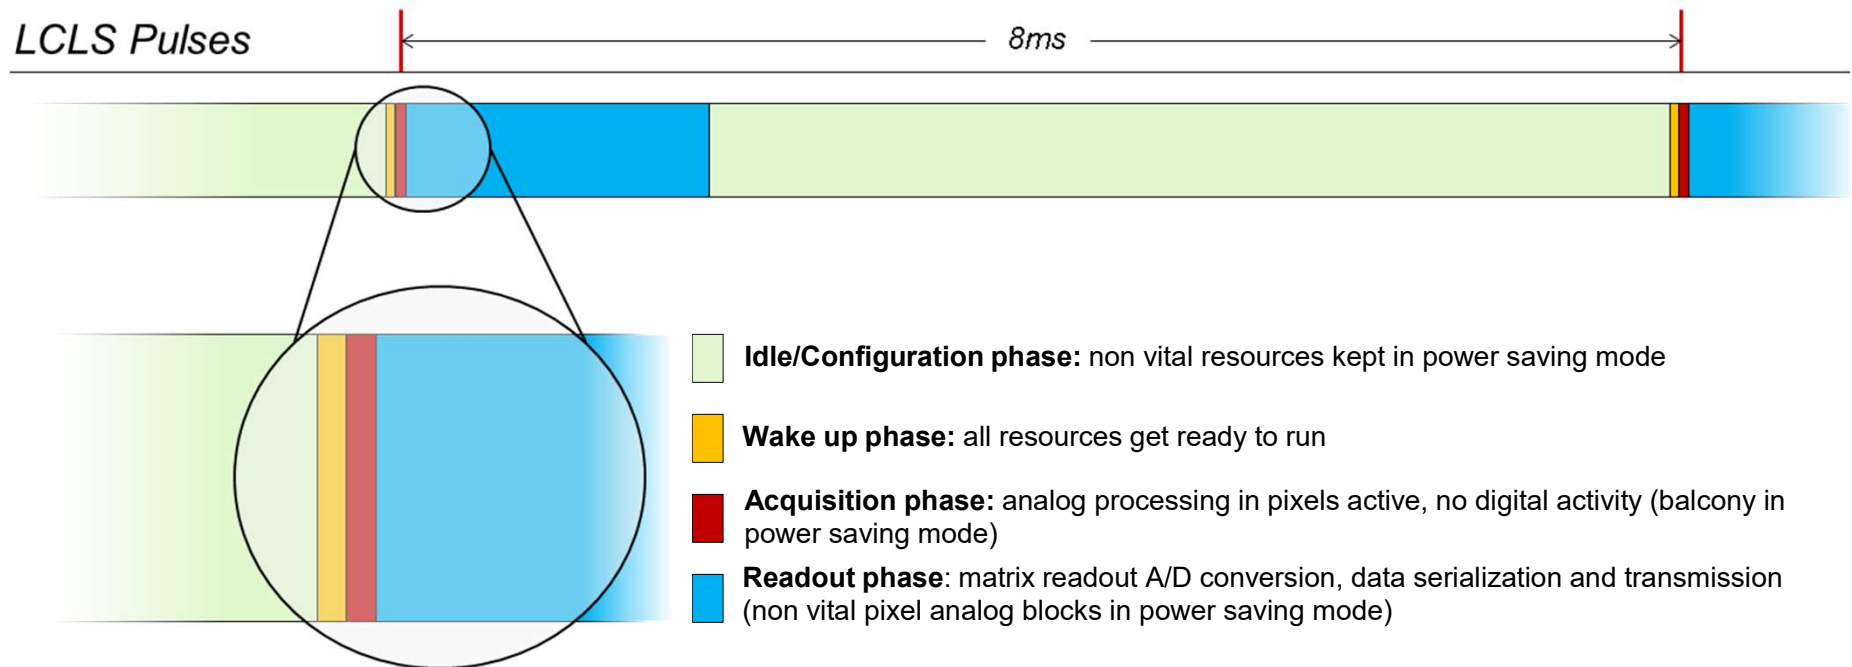 LCLS Pulses
8ms
Idle/Configuration phase: non vital resources kept in power saving mode
Wake up phase: all resources get ready to run
Acquisition phase: analog processing in pixels active, no digital activity (balcony in
power saving mode)
Readout phase: matrix readout A/D conversion, data serialization and transmission
(non vital pixel analog blocks in power saving mode)